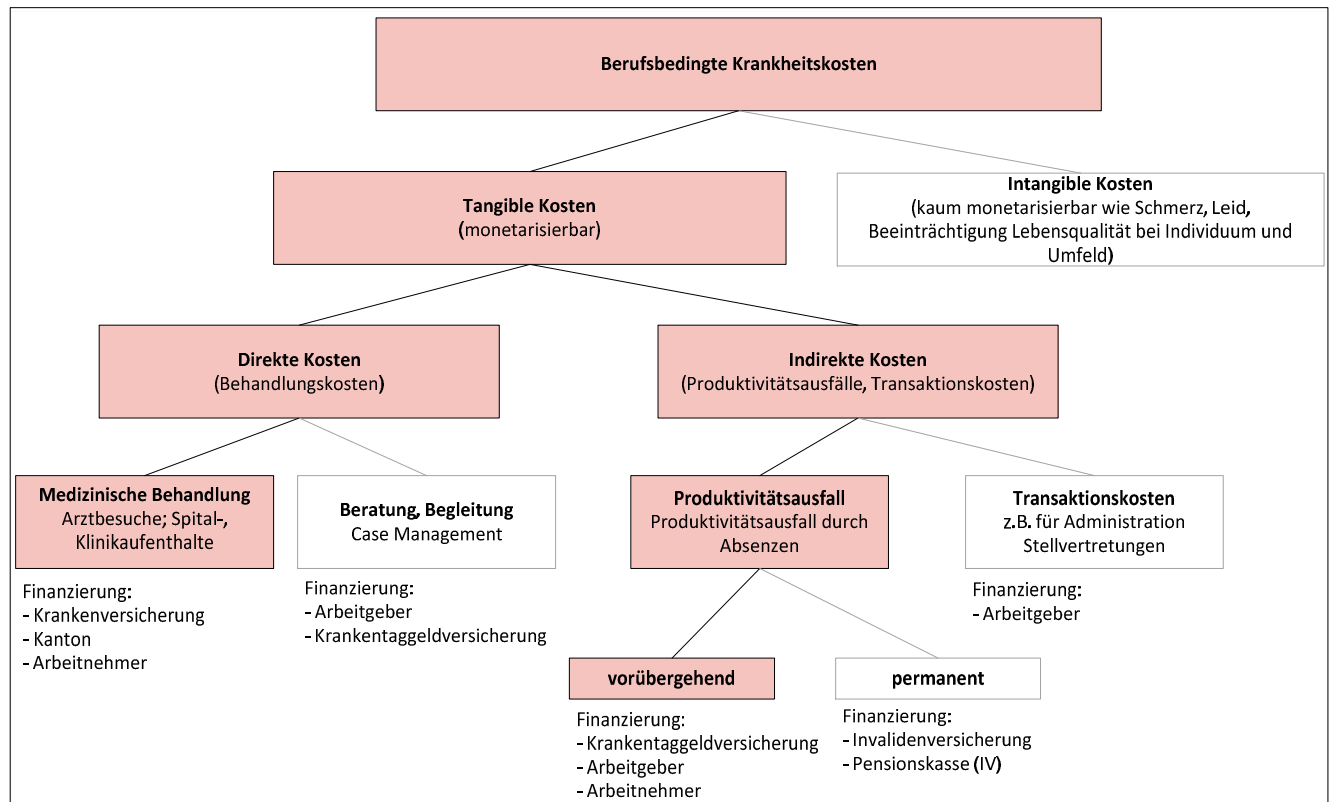 Berufsbedingte Krankheitskosten
Tangible Kosten
(monetarisierbar)
Intangible Kosten
(kaum monetarisierbar wie Schmerz, Leid,
Beeinträchtigung Lebensqualität bei Individuum und
Umfeld)
Direkte Kosten
(Behandlungskosten)
Indirekte Kosten
(Produktivitätsausfälle, Transaktionskosten)
Medizinische Behandlung
Arztbesuche; Spital-,
Klinikaufenthalte
Finanzierung:
- Krankenversicherung
- Kanton
- Arbeitnehmer
Beratung, Begleitung
Case Management
Finanzierung:
- Arbeitgeber
- Krankentaggeldversicherung
Produktivitätsausfall
Produktivitätsausfall durch
Absenzen
Transaktionskosten
z.B. für Administration
Stellvertretungen
Finanzierung:
- Arbeitgeber
vorübergehend
Finanzierung:
- Krankentaggeldversicherung
- Arbeitgeber
- Arbeitnehmer
permanent
Finanzierung:
- Invalidenversicherung
- Pensionskasse (IV)